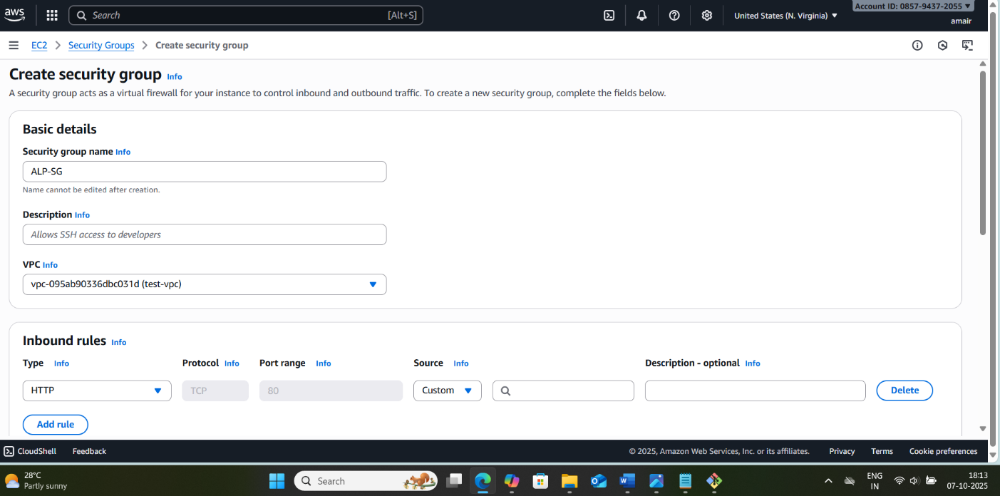 aws
Search [Alt+S]
United States (N. Virginia)
Account ID: 0857-9437-2055
amair
EC2 > Security Groups > Create security group
Create security group Info
A security group acts as a virtual firewall for your instance to control inbound and outbound traffic. To create a new security group, complete the fields below.
Basic details
Security group name Info
ALP-SG
Name cannot be edited after creation.
Description Info
Allows SSH access to developers
VPC Info
vpc-095ab90336dbc031d (test-vpc)
Inbound rules Info
Type Info Protocol Info Port range Info Source Info Description - optional Info
HTTP TCP 80 Custom Delete
Add rule
CloudShell Feedback © 2025, Amazon Web Services, Inc. or its affiliates. Privacy Terms Cookie preferences
28°C
Partly sunny
Search
ENG
IN
18:13
07-10-2025